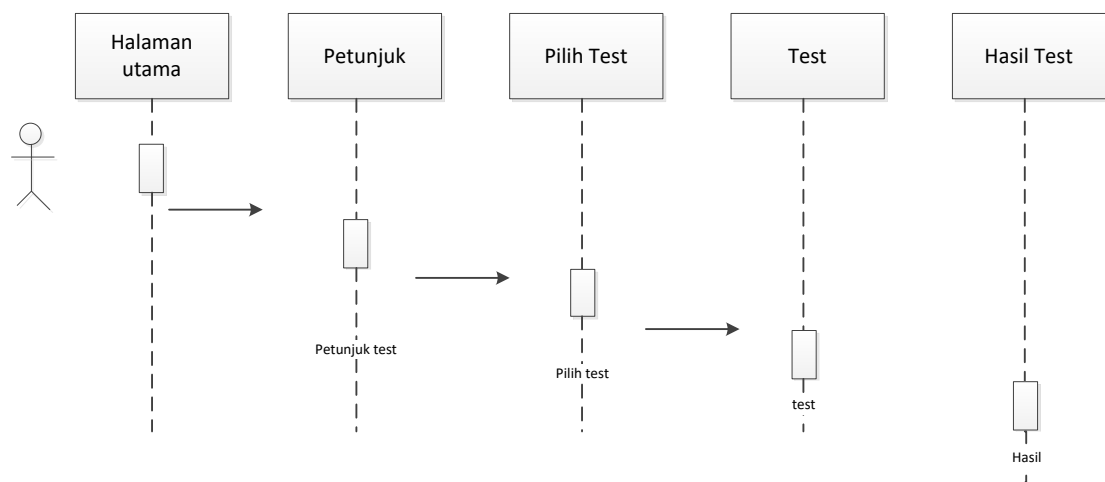 Halaman
utama
Petunjuk
Pilih Test
Test
Hasil Test
Petunjuk test
Pilih test
test
Hasil